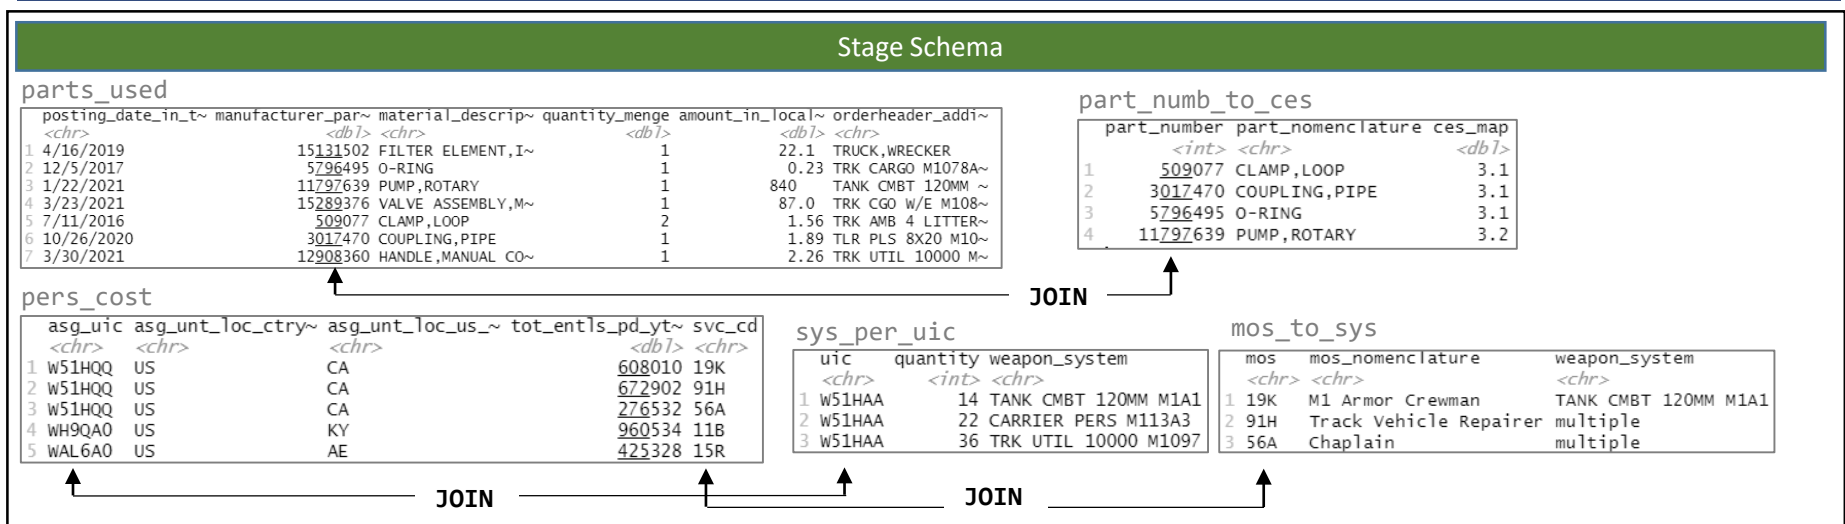 Stage Schema
parts_used
posting_date_in_t~ manufacturer_par~ material_descrip~ quantity_menge amount_in_local~ orderheader_addi~
<chr> <dbl> <chr> <dbl> <dbl> <chr>
1 4/16/2019 15131502 FILTER ELEMENT,I~ 1 22.1 TRUCK,WRECKER
2 12/5/2017 5796495 O-RING 1 0.23 TRK CARGO M1078A~
3 1/22/2021 11797639 PUMP,ROTARY 1 840 TANK CMBT 120MM ~
4 3/23/2021 15289376 VALVE ASSEMBLY,M~ 1 87.0 TRK CGO W/E M108~
5 7/11/2016 509077 CLAMP,LOOP 2 1.56 TRK AMB 4 LITTER~
6 10/26/2020 3017470 COUPLING,PIPE 1 1.89 TLR PLS 8X20 M10~
7 3/30/2021 12908360 HANDLE,MANUAL CO~ 1 2.26 TRK UTIL 10000 M~
part_numb_to_ces
part_number part_nomenclature ces_map
<int> <chr> <dbl>
1 509077 CLAMP,LOOP 3.1
2 3017470 COUPLING,PIPE 3.1
3 5796495 O-RING 3.1
4 11797639 PUMP,ROTARY 3.2
JOIN
pers_cost
asg_uic asg_unt_loc_ctry~ asg_unt_loc_us_~ tot_entls_pd_yt~ svc_cd
<chr> <chr> <chr> <dbl> <chr>
1 W51HQQ US CA 608010 19K
2 W51HQQ US CA 672902 91H
3 W51HQQ US CA 276532 56A
4 WH9QA0 US KY 960534 11B
5 WAL6A0 US AE 425328 15R
sys_per_uic
uic quantity weapon_system
<chr> <int> <chr>
1 W51HAA 14 TANK CMBT 120MM M1A1
2 W51HAA 22 CARRIER PERS M113A3
3 W51HAA 36 TRK UTIL 10000 M1097
mos_to_sys
mos mos_nomenclature weapon_system
<chr> <chr> <chr>
1 19K M1 Armor Crewman TANK CMBT 120MM M1A1
2 91H Track Vehicle Repairer multiple
3 56A Chaplain multiple
JOIN
JOIN